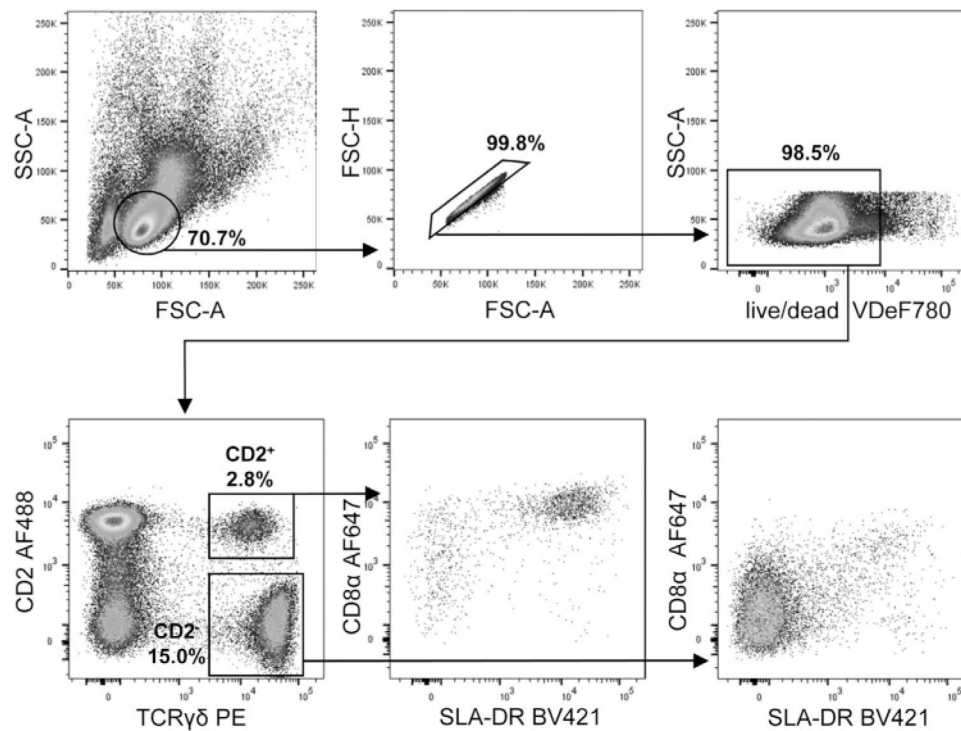 SSC-A
250K
200K
150K
100K
50K
0
70.7%
0 50K 100K 150K 200K 250K
FSC-A
FSC-H
250K
200K
150K
100K
50K
0
99.8%
0 50K 100K 150K 200K 250K
FSC-A
SSC-A
250K
200K
150K
100K
50K
0
98.5%
0 10³ 10⁴ 10⁵
live/dead VDeF780
CD2 AF488
10⁵
10⁴
10³
0
CD2⁺
2.8%
CD2⁻
15.0%
0 10³ 10⁴ 10⁵
TCRγδ PE
CD8α AF647
10⁵
10⁴
10³
0
0 10³ 10⁴ 10⁵
SLA-DR BV421
CD8α AF647
10⁵
10⁴
10³
0
0 10³ 10⁴ 10⁵
SLA-DR BV421